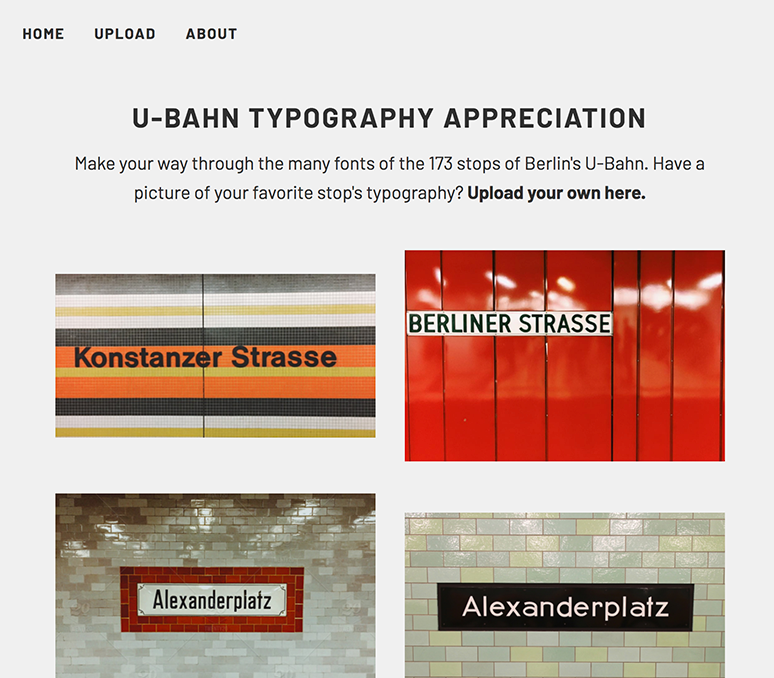 HOME UPLOAD ABOUT
U-BAHN TYPOGRAPHY APPRECIATION
Make your way through the many fonts of the 173 stops of Berlin's U-Bahn. Have a
picture of your favorite stop's typography? Upload your own here.
Konstanzer Strasse
BERLINER STRASSE
Alexanderplatz
Alexanderplatz